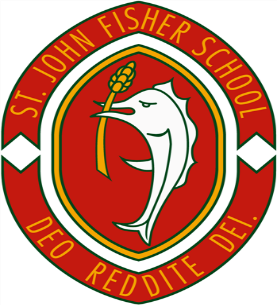 ST. JOHN FISHER SCHOOL
DEO REDDITE DEI.